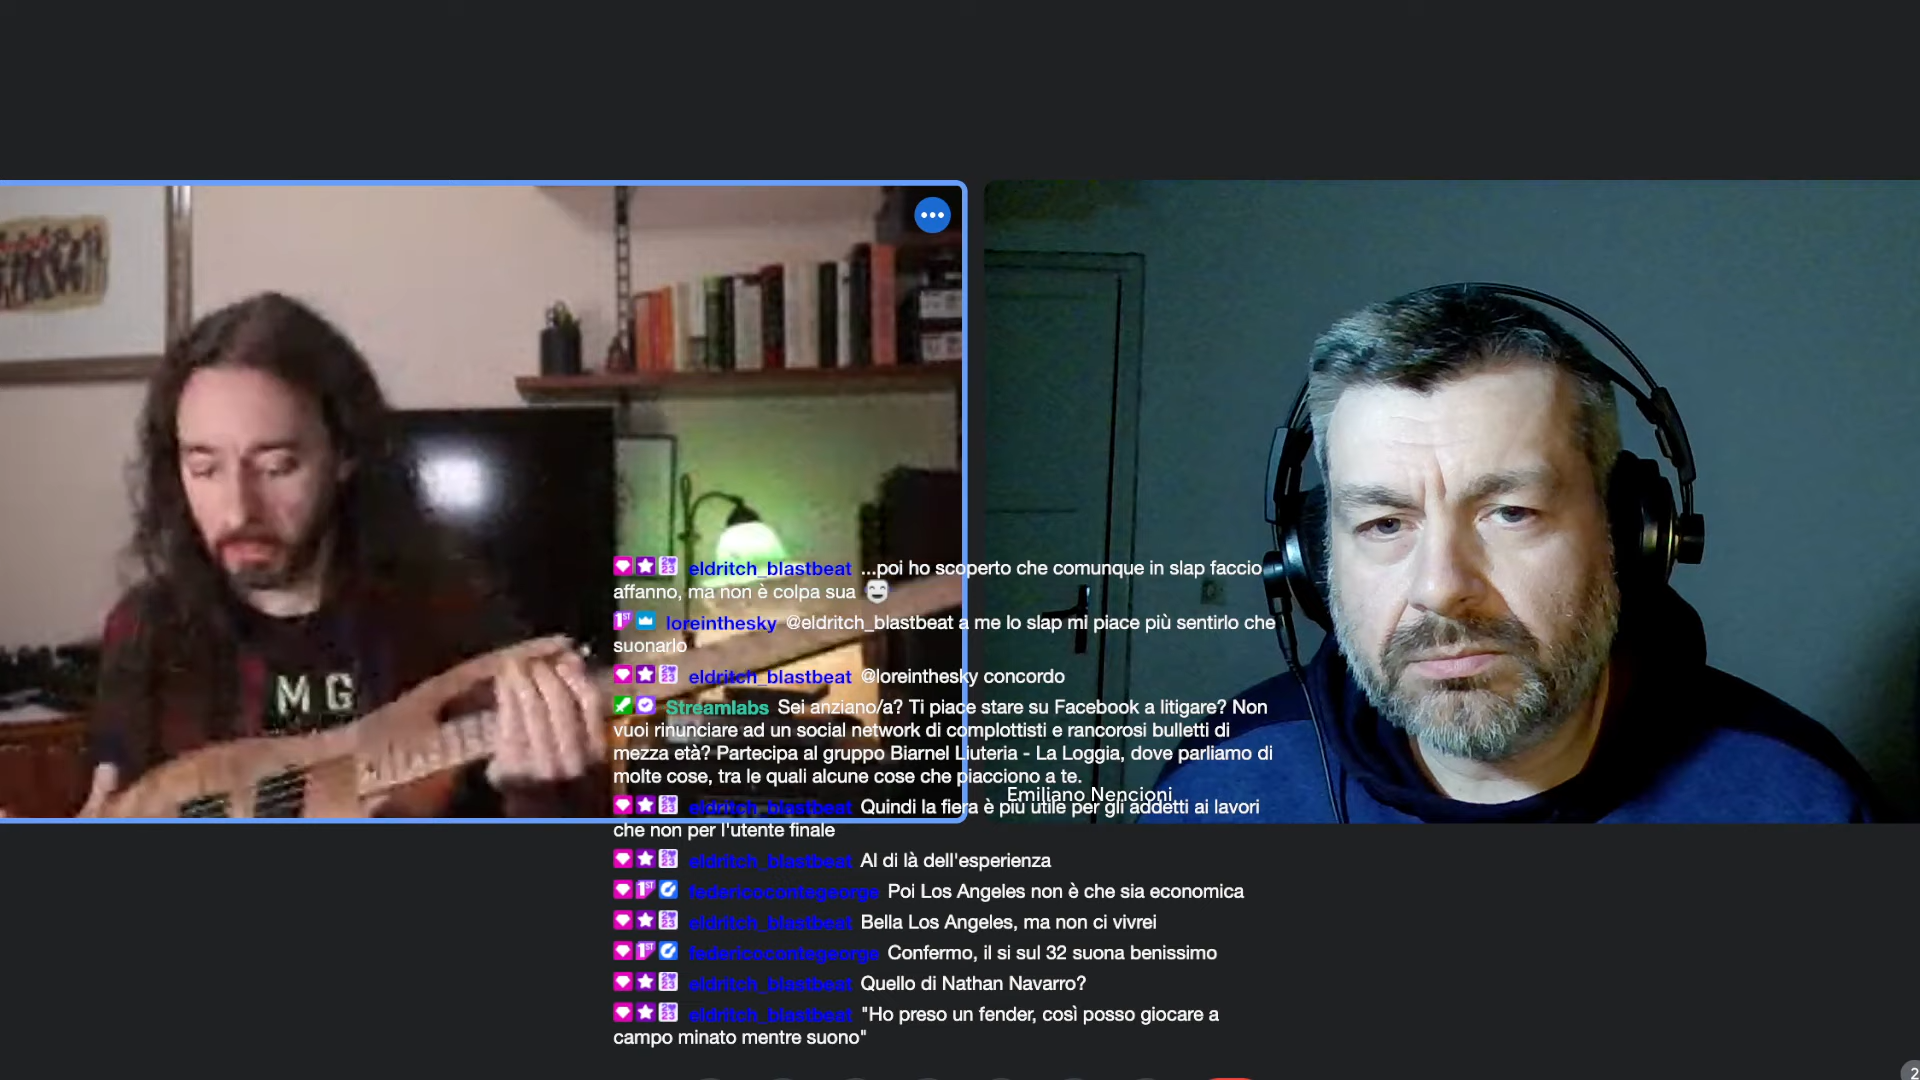 MG
eldritch_blastbeat ...poi ho scoperto che comunque in slap faccio
affanno, ma non è colpa sua
loreinthesky @eldritch_blastbeat a me lo slap mi piace più sentirlo che
suonarlo
eldritch_blastbeat @loreinthesky concordo
Streamlabs Sei anziano/a? Ti piace stare su Facebook a litigare? Non
vuoi rinunciare ad un social network di complottisti e rancorosi bulletti di
mezza età? Partecipa al gruppo Biarnel Liuteria - La Loggia, dove parliamo di
molte cose, tra le quali alcune cose che piacciono a te.
Emiliano Nencioni
eldritch_blastbeat Quindi la fiera è più utile per gli addetti ai lavori
che non per l'utente finale
eldritch_blastbeat Al di là dell'esperienza
federicocontegeorge Poi Los Angeles non è che sia economica
eldritch_blastbeat Bella Los Angeles, ma non ci vivrei
federicocontegeorge Confermo, il si sul 32 suona benissimo
eldritch_blastbeat Quello di Nathan Navarro?
eldritch_blastbeat "Ho preso un fender, così posso giocare a
campo minato mentre suono"
2